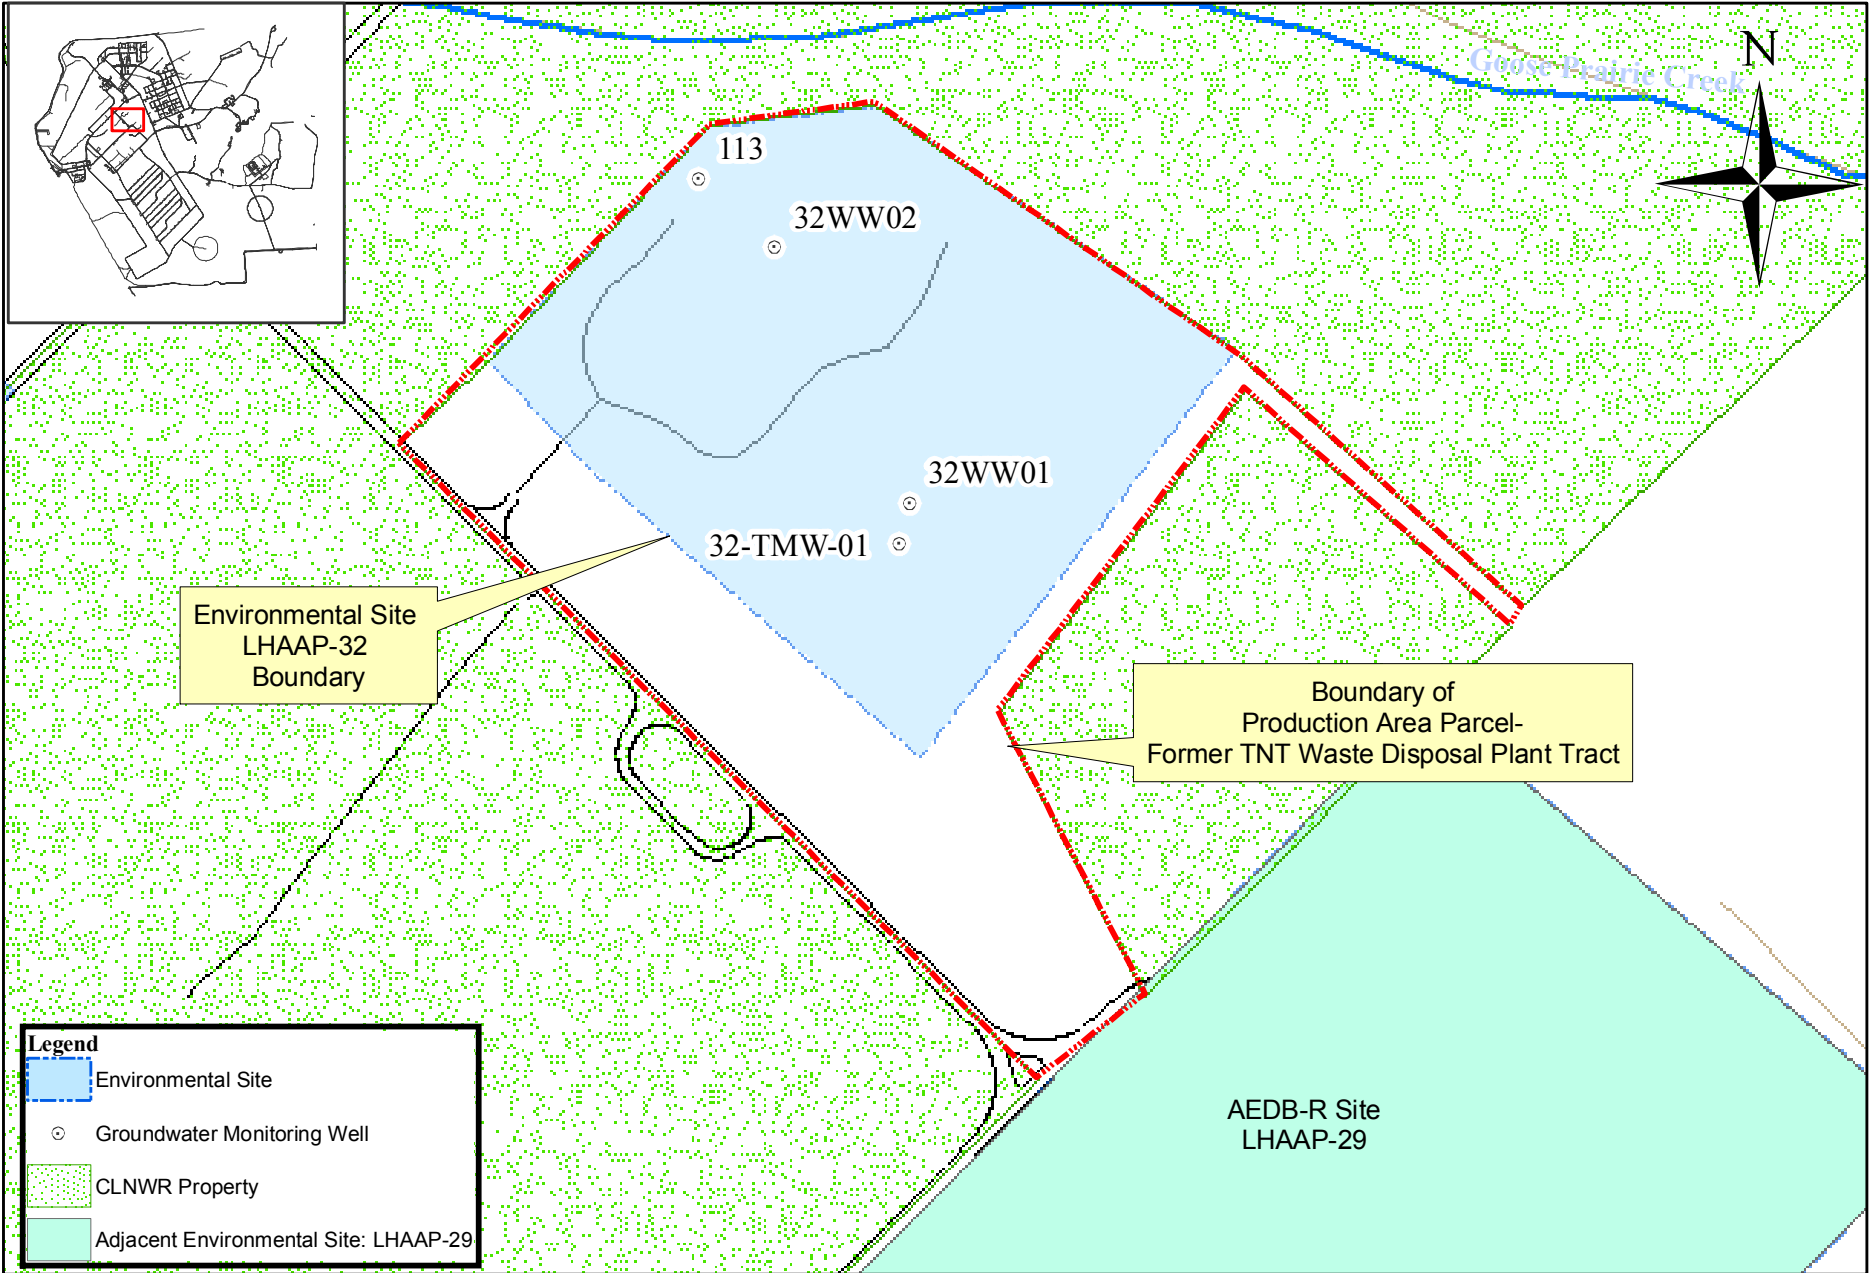 Goose Prairie Creek
N
113
32WW02
32WW01
32-TMW-01
Environmental Site
LHAAP-32
Boundary
Boundary of
Production Area Parcel-
Former TNT Waste Disposal Plant Tract
AEDB-R Site
LHAAP-29
Legend
Environmental Site
Groundwater Monitoring Well
CLNWR Property
Adjacent Environmental Site: LHAAP-29